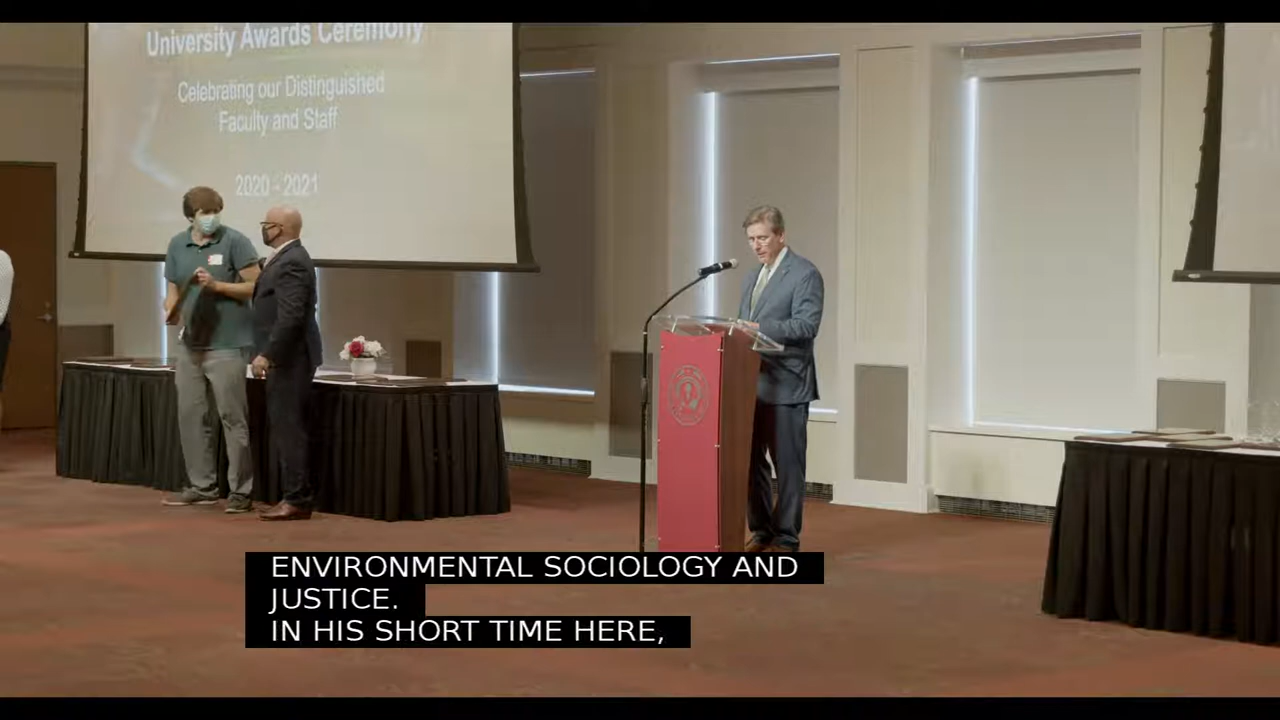 University Awards Ceremony
Celebrating our Distinguished
Faculty and Staff
2020 - 2021
ENVIRONMENTAL SOCIOLOGY AND
JUSTICE.
IN HIS SHORT TIME HERE,